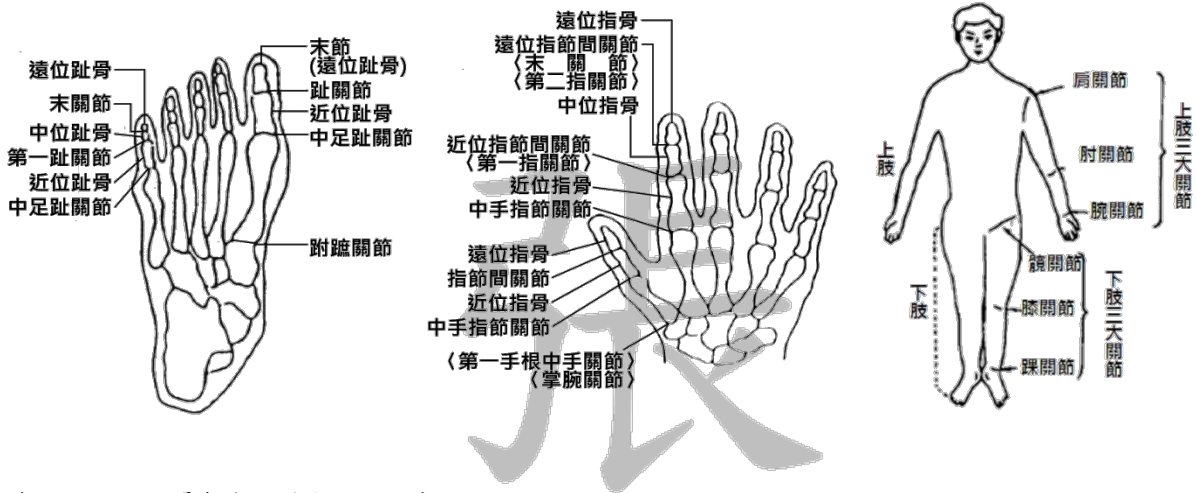 遠位趾骨
末關節
中位趾骨
第一趾關節
近位趾骨
中足趾關節
末節
(遠位趾骨)
趾關節
近位趾骨
中足趾關節
跗蹠關節
遠位指骨
遠位指節間關節
〈末關節〉
〈第二指關節〉
中位指骨
近位指節間關節
〈第一指關節〉
近位指骨
中手指節關節
遠位指骨
指節間關節
近位指骨
中手指節關節
〈第一手根中手關節〉
〈掌腕關節〉
上肢
肩關節
肘關節
腕關節
上肢三大關節
下肢
髖關節
膝關節
踝關節
下肢三大關節